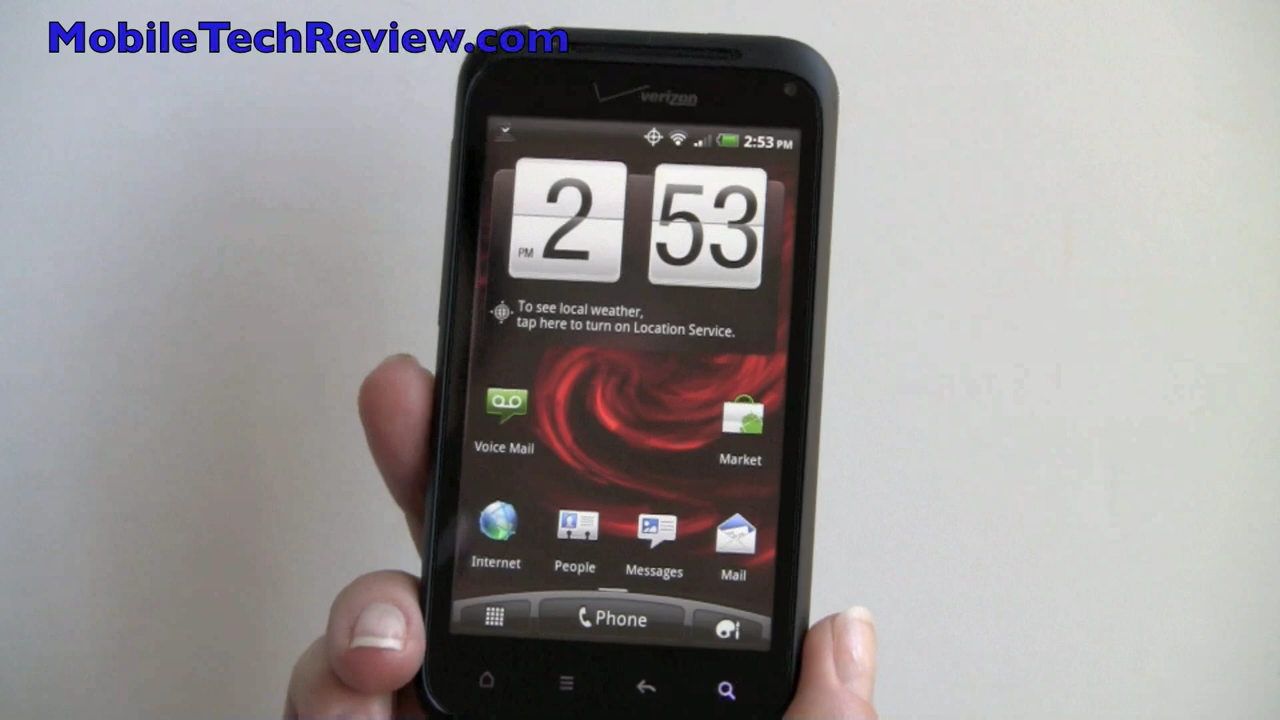 MobileTechReview.com
verizon
2:53 PM
PM 2 53
To see local weather,
tap here to turn on Location Service.
Voice Mail
Market
Internet People Messages Mail
Phone